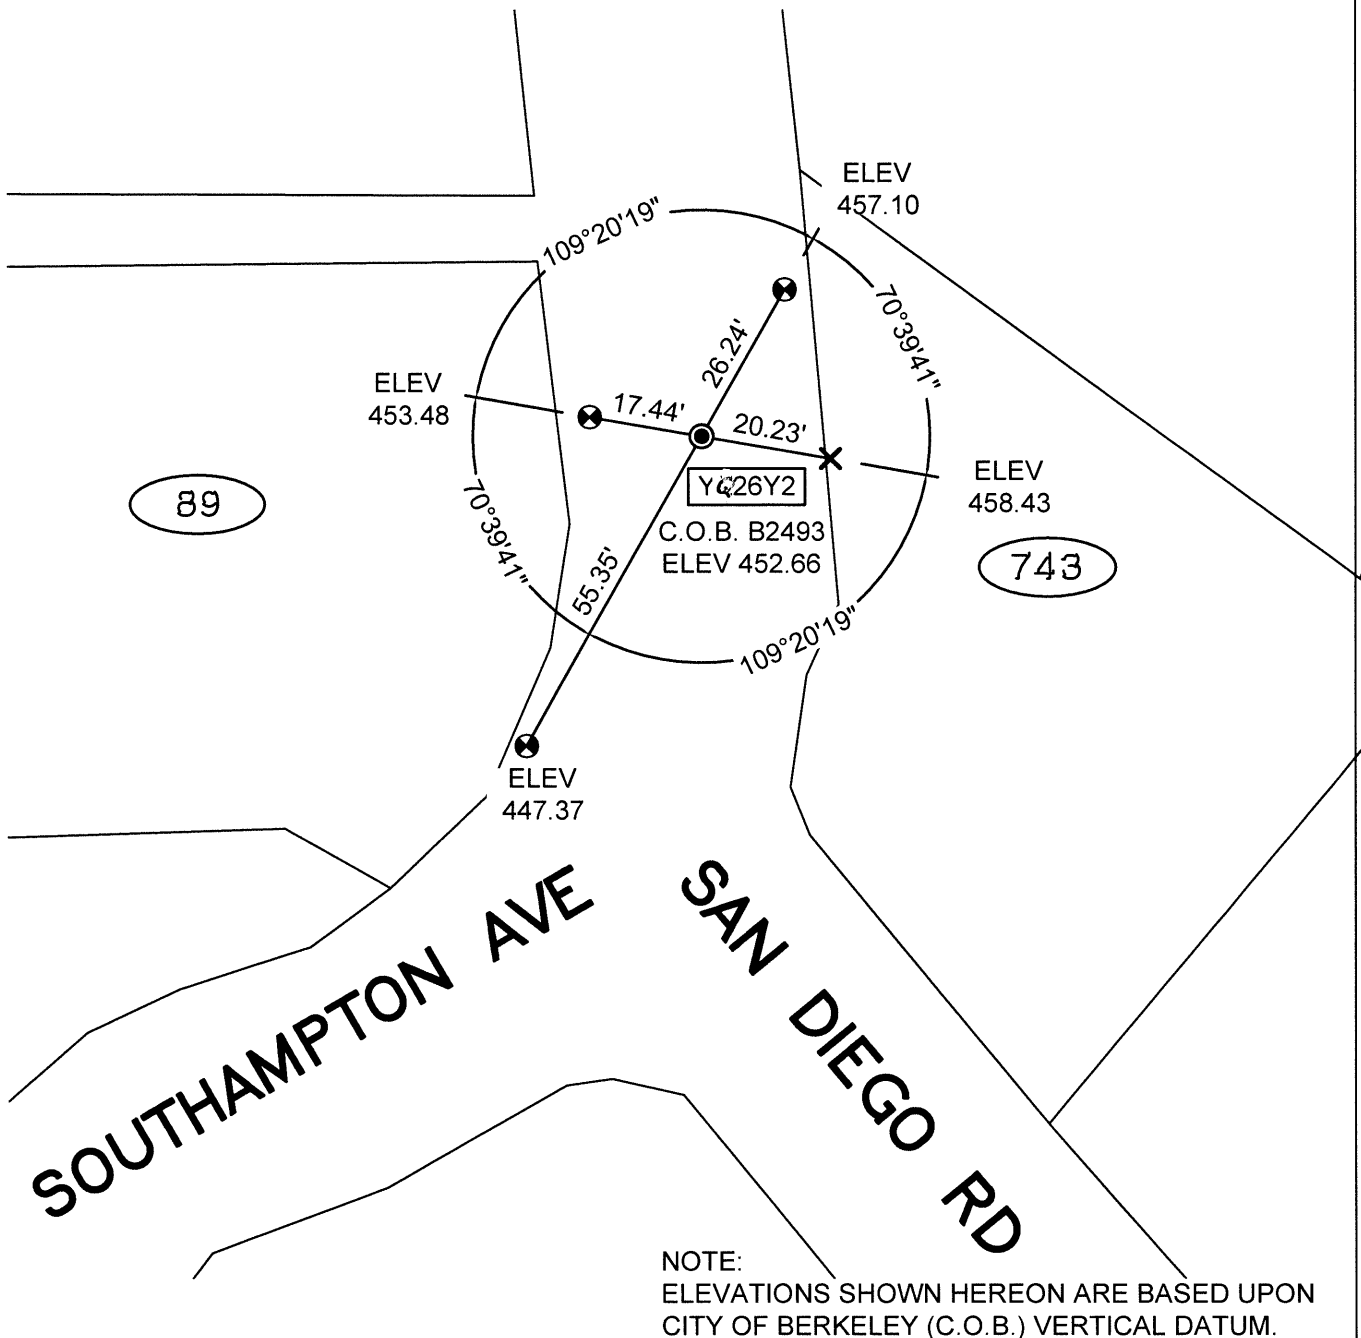 ELEV
457.10
109°20'19"
70°39'41"
26.24'
ELEV
453.48
17.44'
20.23'
ELEV
458.43
C.O.B. B2493
ELEV 452.66
89
70°39'41"
55.35'
743
109°20'19"
ELEV
447.37
SOUTHAMPTON AVE
SAN DIEGO RD
NOTE:
ELEVATIONS SHOWN HEREON ARE BASED UPON
CITY OF BERKELEY (C.O.B.) VERTICAL DATUM.